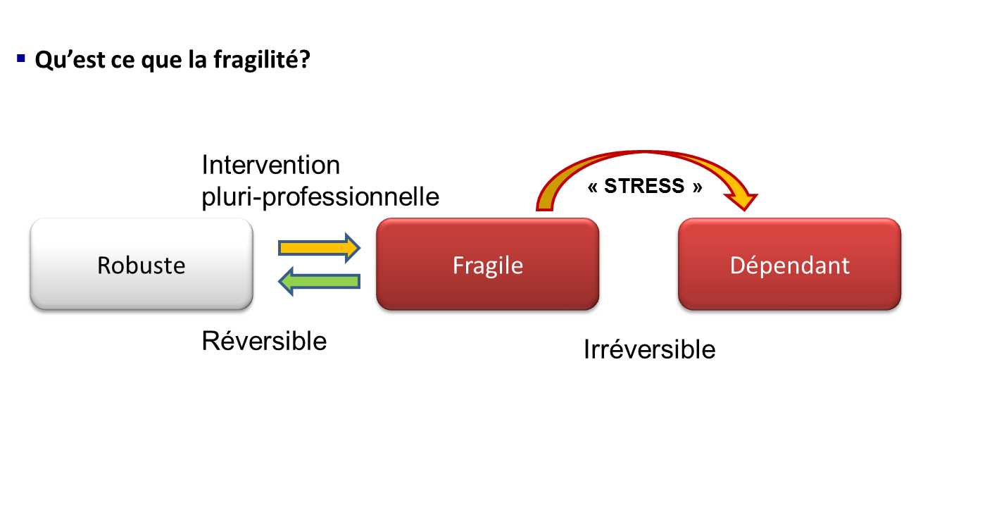 Qu’est ce que la fragilité?
Intervention
pluri-professionnelle
« STRESS »
Robuste
Fragile
Dépendant
Réversible
Irréversible